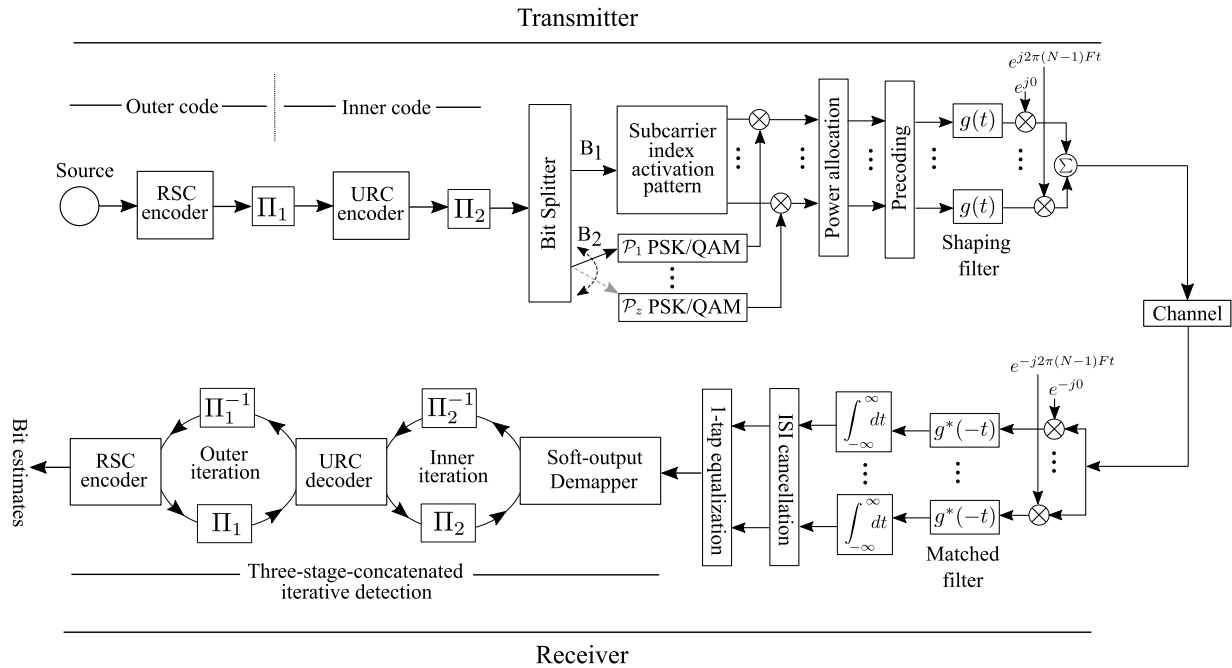 Transmitter
Outer code
Inner code
Source
RSC
encoder
Π₁
URC
encoder
Π₂
Bit Splitter
B₁
B₂
Subcarrier
index
activation
pattern
𝒫₁ PSK/QAM
𝒫_z PSK/QAM
Power allocation
Precoding
g(t)
g(t)
Shaping
filter
e^{j2π(N−1)Ft}
e^{j0}
Σ
Channel
e^{−j2π(N−1)Ft}
e^{−j0}
g*(−t)
g*(−t)
Matched
filter
∫_{−∞}^{∞} dt
∫_{−∞}^{∞} dt
ISI cancellation
1-tap equalization
Soft-output
Demapper
Π₂⁻¹
Inner
iteration
Π₂
URC
decoder
Π₁⁻¹
Outer
iteration
Π₁
RSC
encoder
Bit estimates
Three-stage-concatenated
iterative detection
Receiver